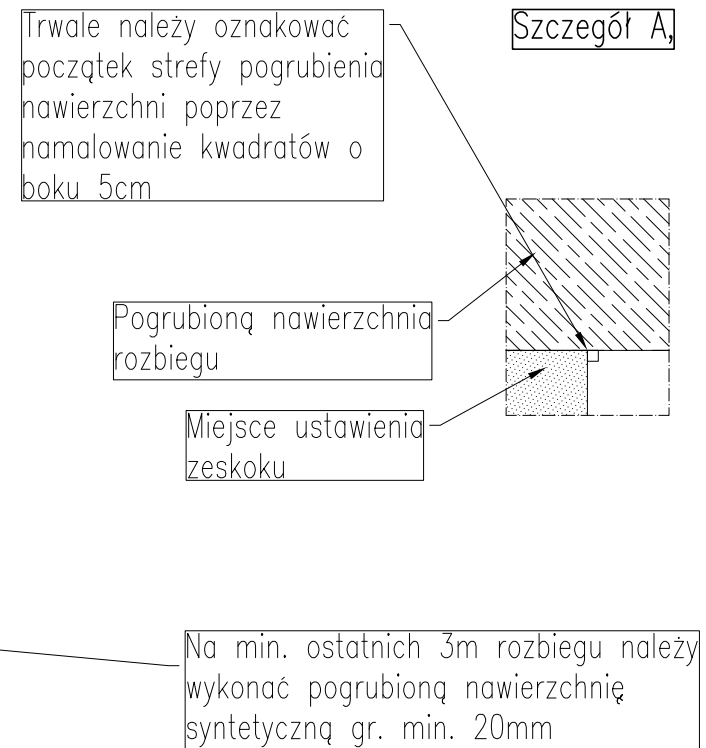 Trwale należy oznakować
początek strefy pogrubienia
nawierzchni poprzez
namalowanie kwadratów o
boku 5cm
Szczegół A,
Pogrubioną nawierzchnia
rozbiegu
Miejsce ustawienia
zeskoku
Na min. ostatnich 3m rozbiegu należy
wykonać pogrubioną nawierzchnię
syntetyczną gr. min. 20mm